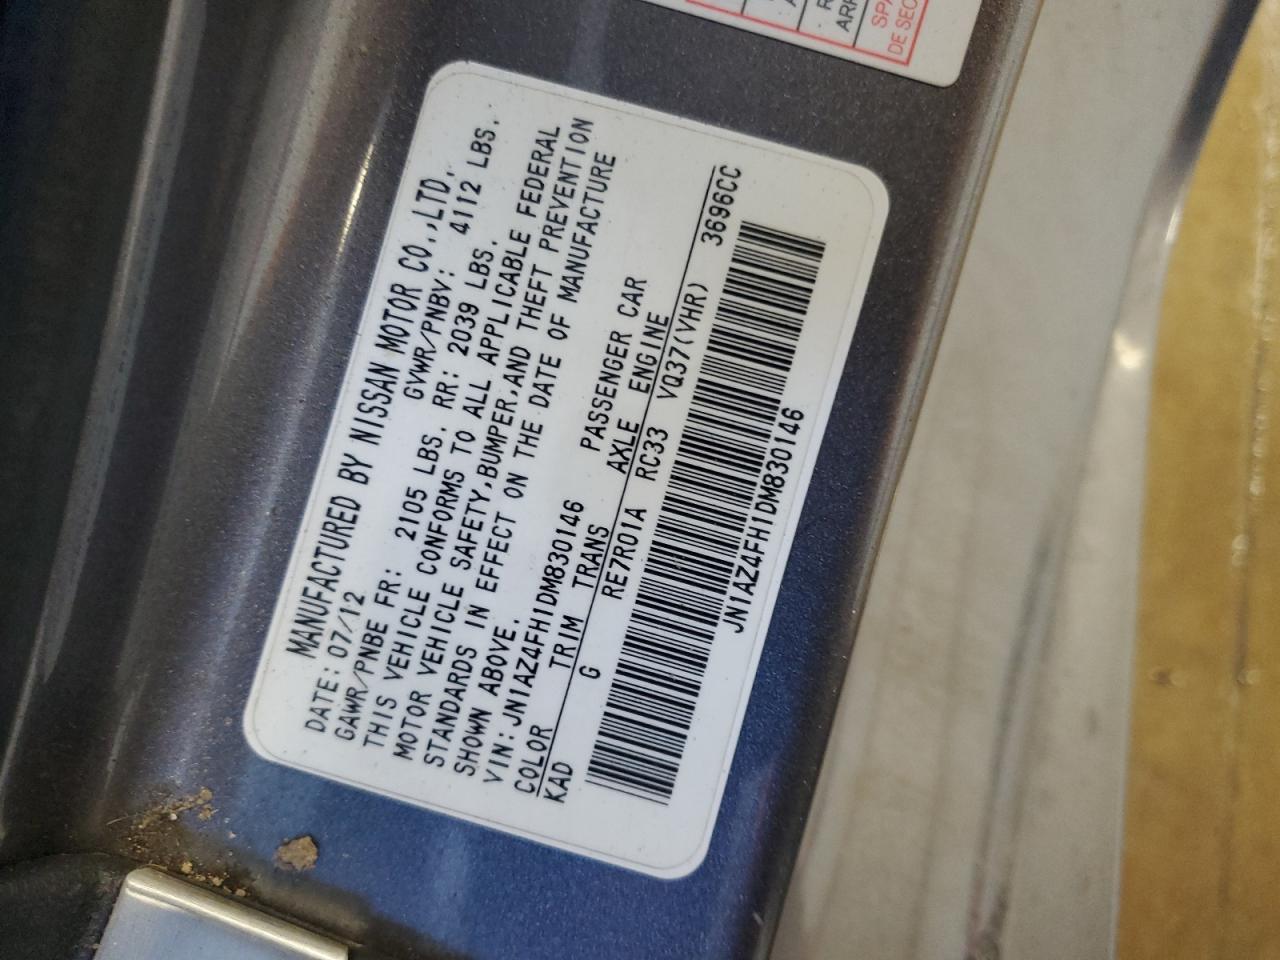 MANUFACTURED BY NISSAN MOTOR CO.,LTD.
DATE: 07/12 GVWR/PNBV: 4112 LBS.
GAWR/PNBE FR: 2105 LBS. RR: 2039 LBS.
THIS VEHICLE CONFORMS TO ALL APPLICABLE FEDERAL
MOTOR VEHICLE SAFETY,BUMPER,AND THEFT PREVENTION
STANDARDS IN EFFECT ON THE DATE OF MANUFACTURE
SHOWN ABOVE.
VIN: JN1AZ4FH1DM830146 PASSENGER CAR
COLOR TRIM TRANS AXLE ENGINE
KAD G RE7R01A RC33 VQ37(VHR) 3696CC
JN1AZ4FH1DM830146
DE SEC